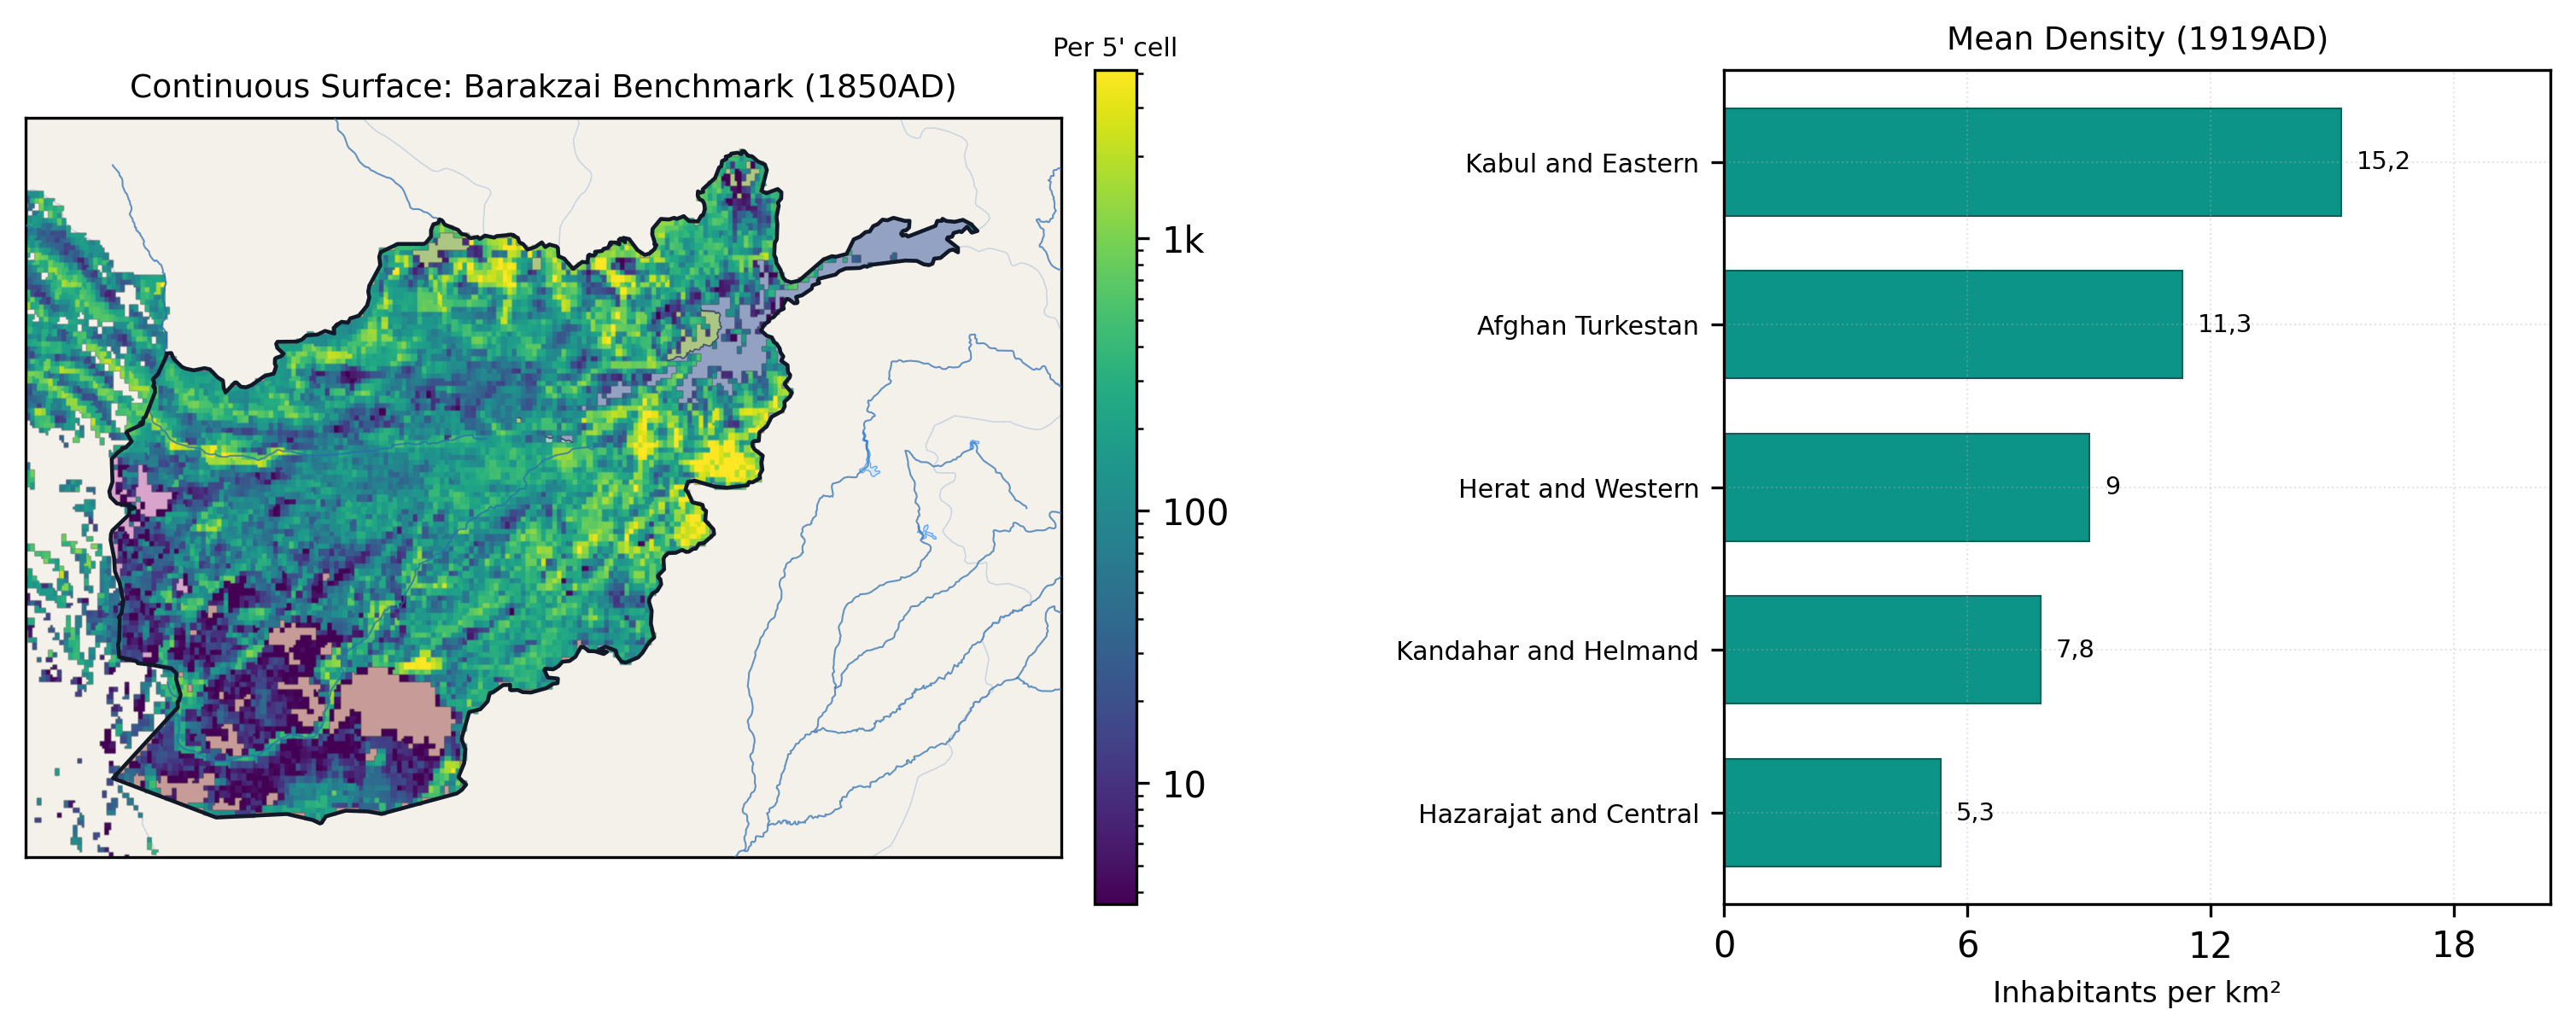 Continuous Surface: Barakzai Benchmark (1850AD)
Per 5' cell
1k
100
10
Mean Density (1919AD)
Kabul and Eastern
15,2
Afghan Turkestan
11,3
Herat and Western
9
Kandahar and Helmand
7,8
Hazarajat and Central
5,3
0 6 12 18
Inhabitants per km²